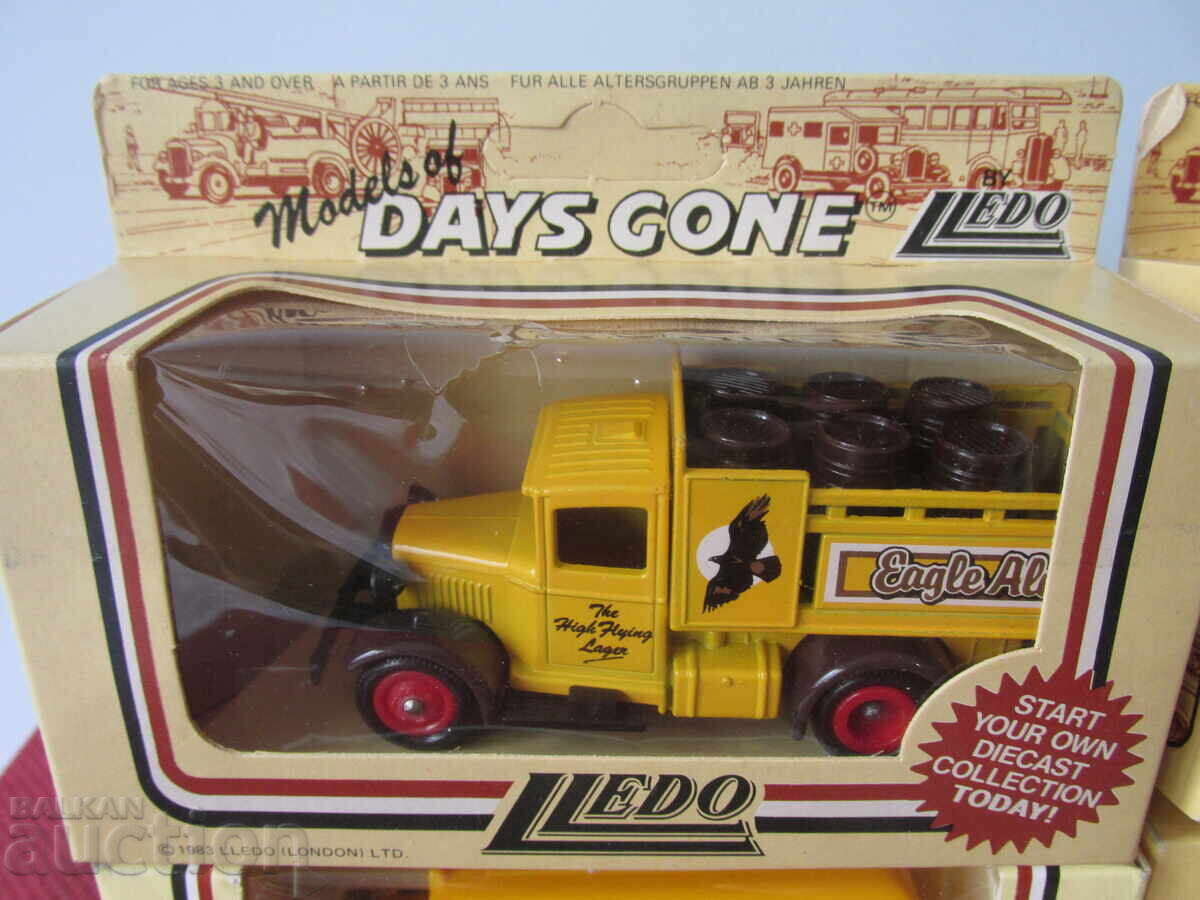 FOR AGES 3 AND OVER A PARTIR DE 3 ANS FUR ALLE ALTERSGRUPPEN AB 3 JAHREN
Models of
DAYS GONE TM
BY
LLEDO
Eagle Al
The
High Flying
Lager
START
YOUR OWN
DIECAST
COLLECTION
TODAY!
LLEDO
© 1983 LLEDO (LONDON) LTD.
BALKAN
auction